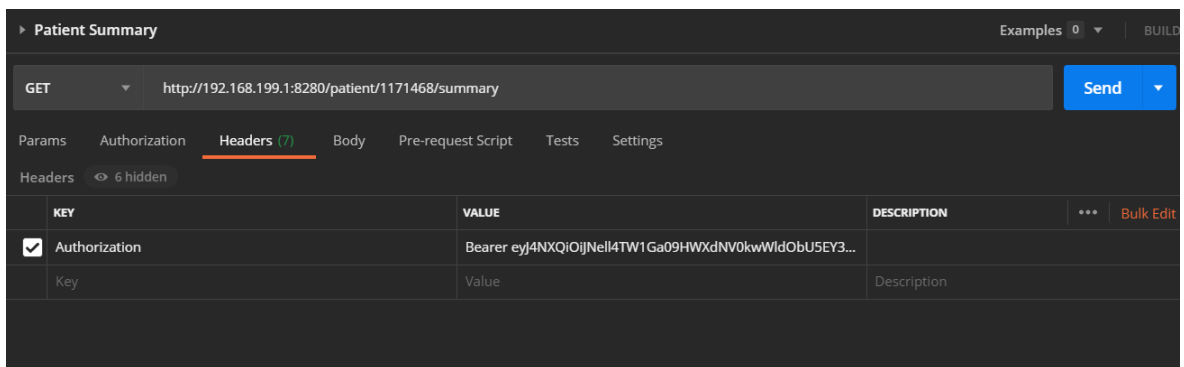 Patient Summary
Examples 0
BUILD
GET
http://192.168.199.1:8280/patient/1171468/summary
Send
Params Authorization Headers (7) Body Pre-request Script Tests Settings
Headers 6 hidden
KEY VALUE DESCRIPTION ••• Bulk Edit
Authorization Bearer eyJ4NXQiOiJNell4TW1Ga09HWXdNV0kwWldObU5EY3...
Key Value Description